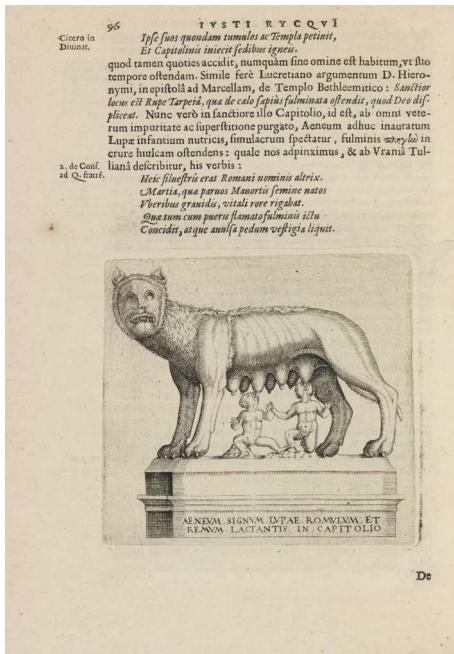 96 IVSTI RYCQVI
Cicero in
Diuinat.
Ipse suos quondam tumulos ac Templa petiuit,
Et Capitolinis iniecit sedibus igneis.
quod tamen quoties accidit, numquàm sino omine est habitum, vt suo
tempore ostendam. Simile ferè Lucretiano argumentum D. Hiero-
nymi, in epistolâ ad Marcellam, de Templo Bethleemitico: Sanctior
locus est Rupe Tarpeiâ, quæ de cælo sæpius fulminata ostendit, quod Deo dis-
pliceat. Nunc verò in sanctiore illo Capitolio, id est, ab omni vete-
rum impuritate ac superstitione purgato, Aeneum adhuc inauratum
Lupæ infantium nutricis, simulacrum spectatur, fulminis πληγὼ in
crure hiulcam ostendens: quale nos adpinximus, & ab Vraniâ Tul-
2. de Cons.
ad Q. fratrē.
lianâ describitur, his verbis:
Heic siluestris erat Romani nominis altrix.
Martia, quæ paruos Mauortis semine natos
Vberibus grauidis, vitali rore rigabat.
Quæ tum cum pueris flamato fulminis ictu
Concidit, atque auulsa pedum vestigia liquit.
AENEVM SIGNVM LVPAE ROMVLVM ET
REMVM LACTANTIS IN CAPITOLIO
De